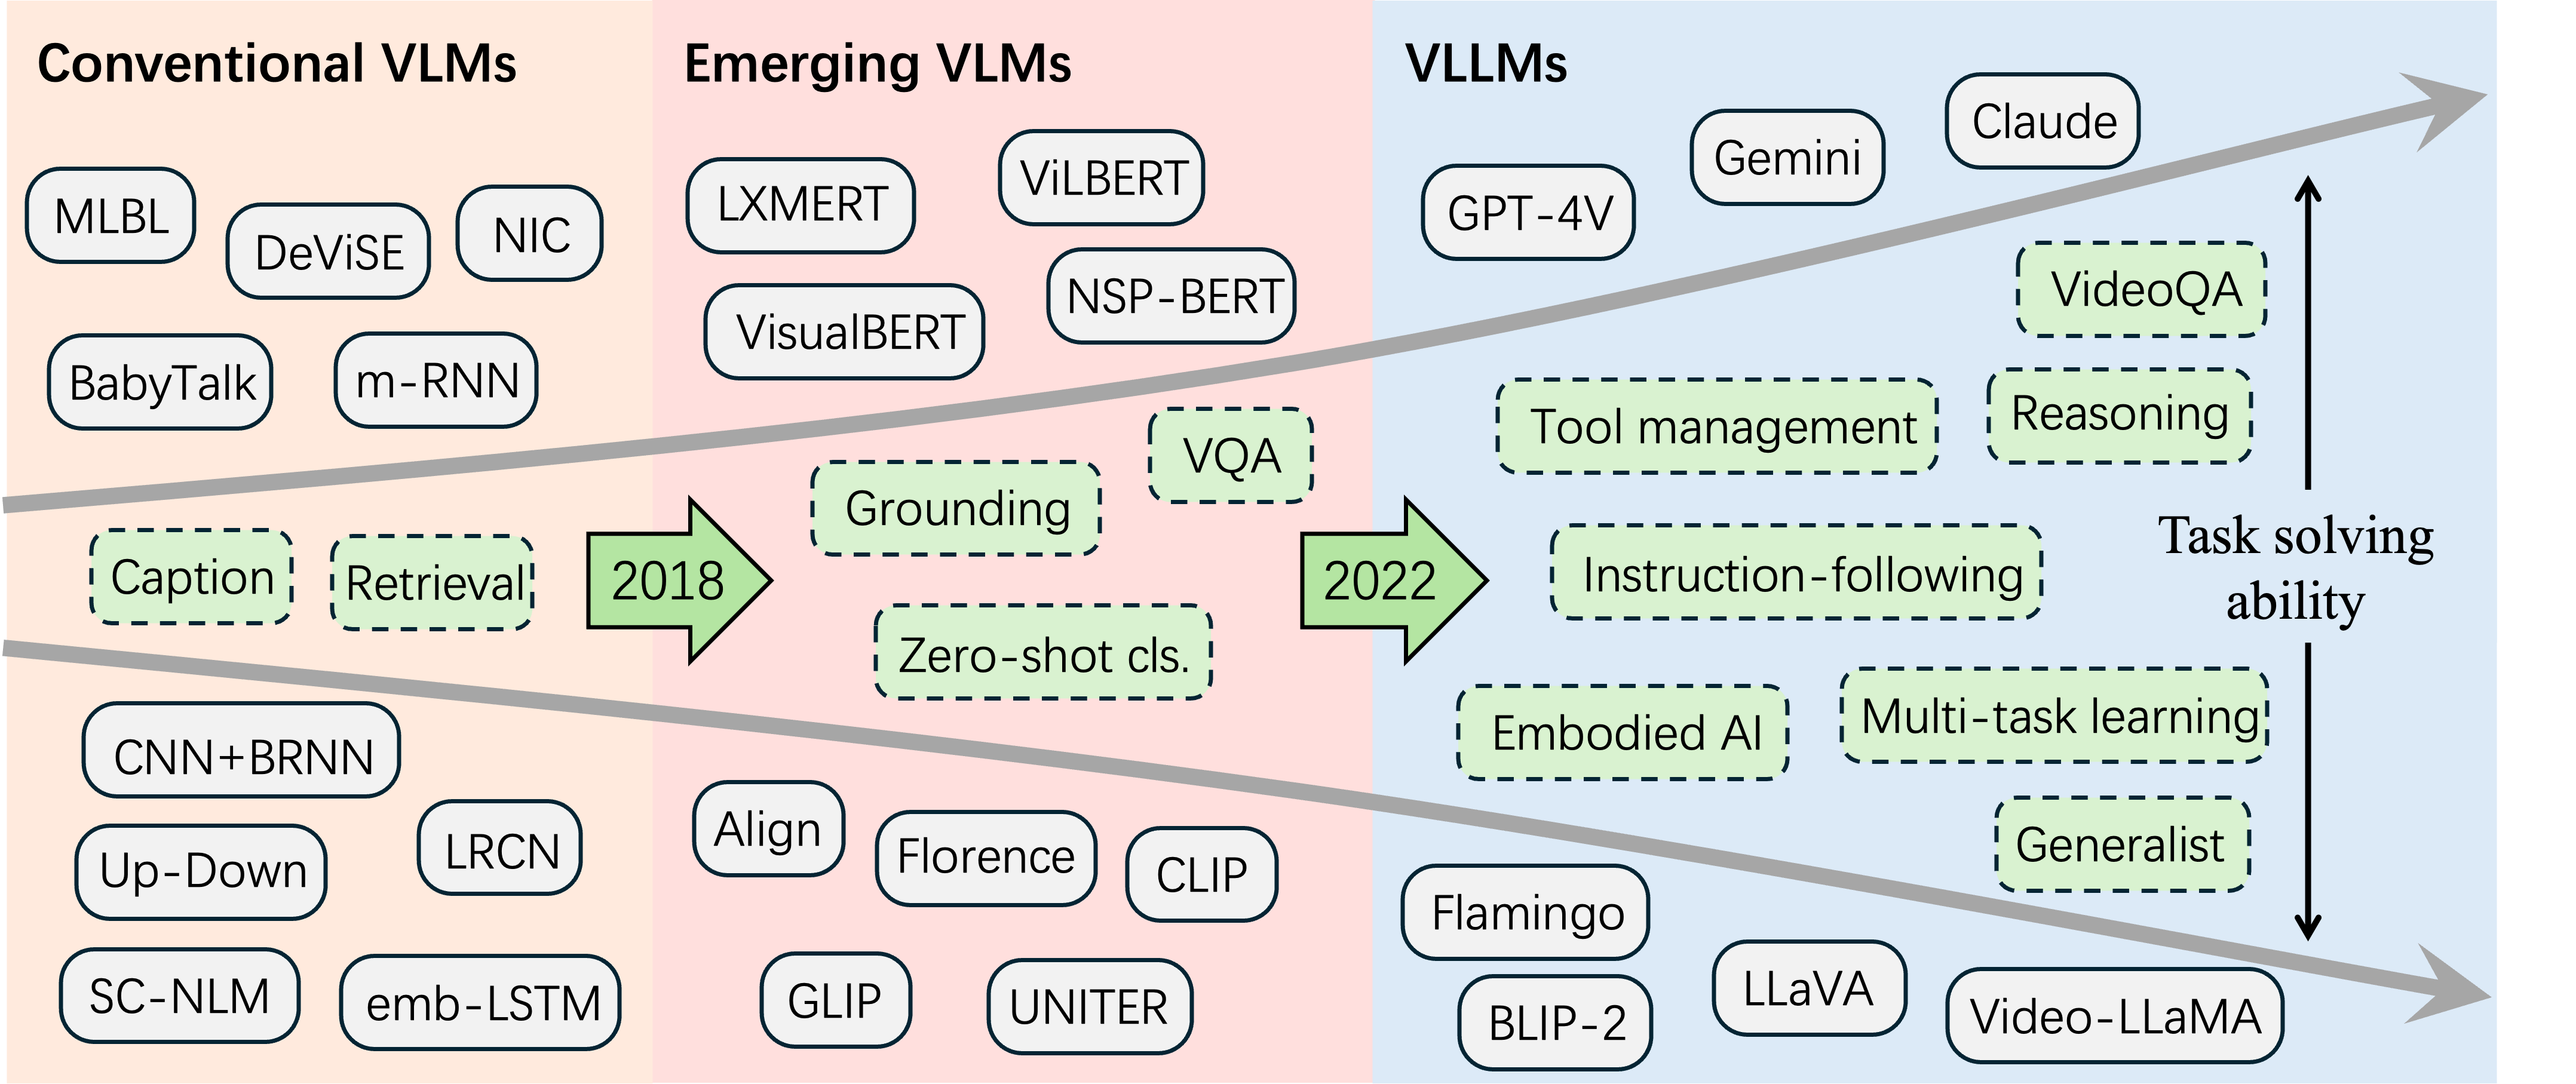 Conventional VLMs
MLBL
DeViSE
NIC
BabyTalk
m-RNN
Caption
Retrieval
CNN+BRNN
Up-Down
LRCN
SC-NLM
emb-LSTM
2018
Emerging VLMs
LXMERT
ViLBERT
VisualBERT
NSP-BERT
VQA
Grounding
Zero-shot cls.
Align
Florence
CLIP
GLIP
UNITER
2022
VLLMs
GPT-4V
Gemini
Claude
VideoQA
Tool management
Reasoning
Instruction-following
Embodied AI
Multi-task learning
Generalist
Task solving
ability
Flamingo
BLIP-2
LLaVA
Video-LLaMA